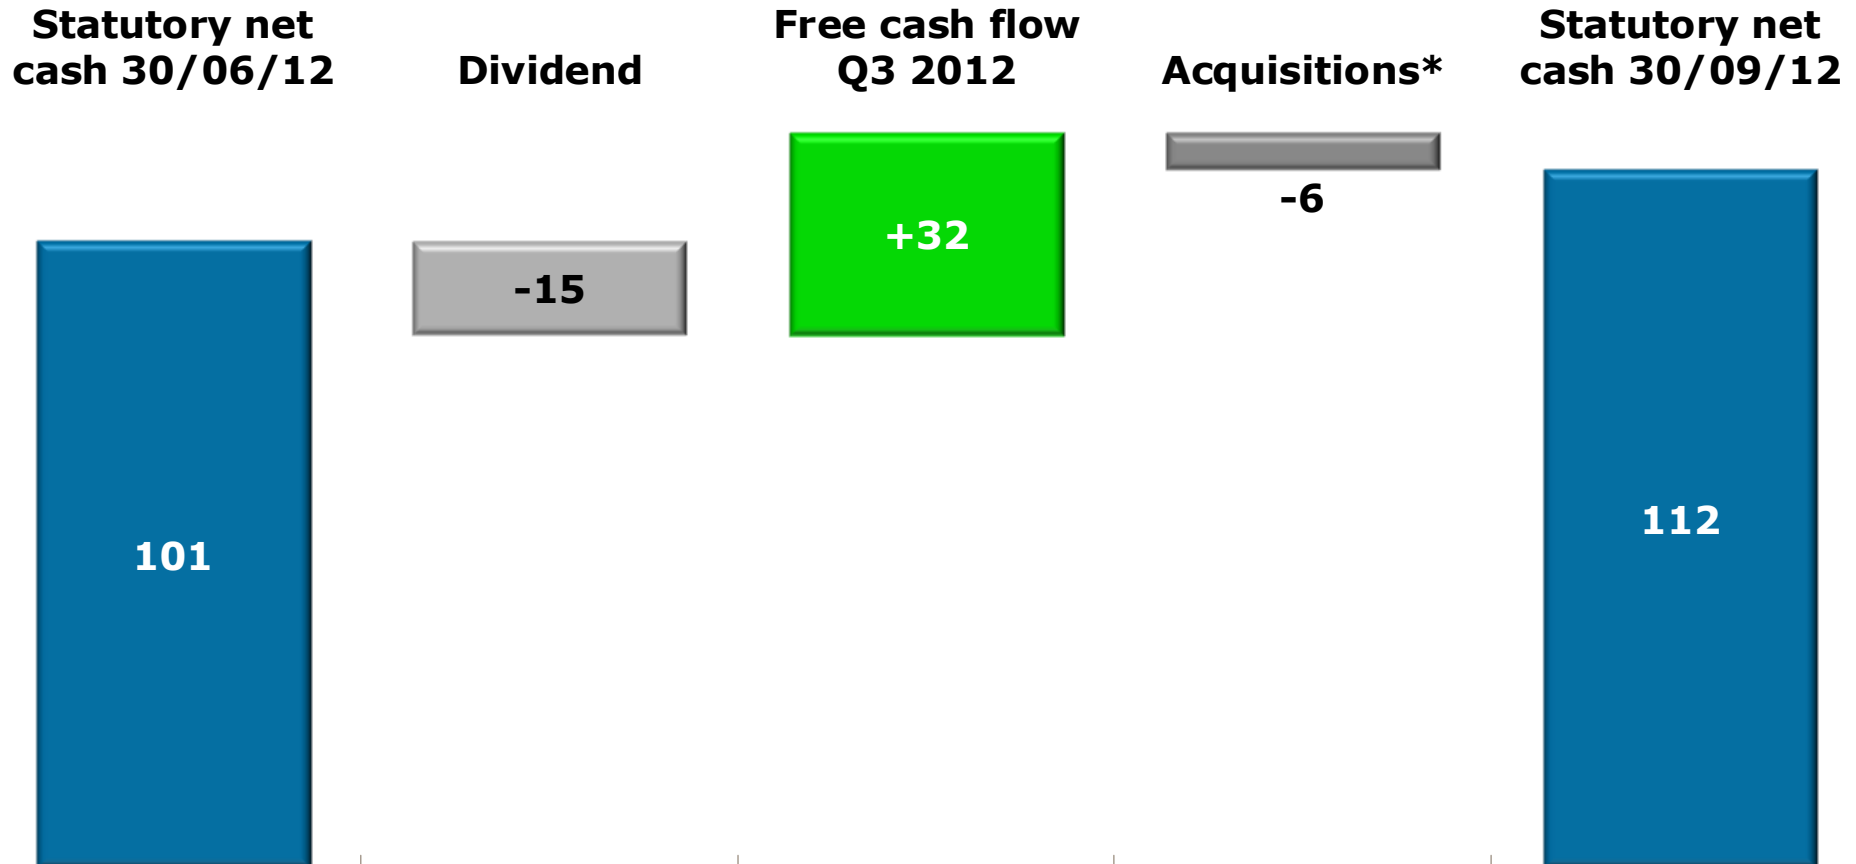 Statutory net
cash 30/06/12
Dividend
Free cash flow
Q3 2012
Acquisitions*
Statutory net
cash 30/09/12
101
-15
+32
-6
112